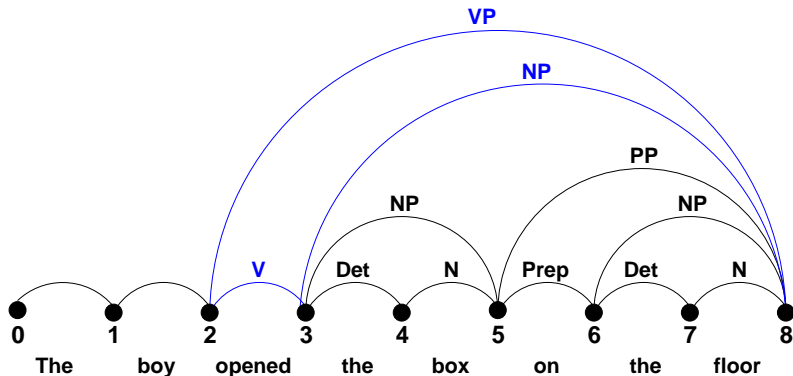 VP
NP
PP
NP NP
V Det N Prep Det N
0 1 2 3 4 5 6 7 8
The boy opened the box on the floor